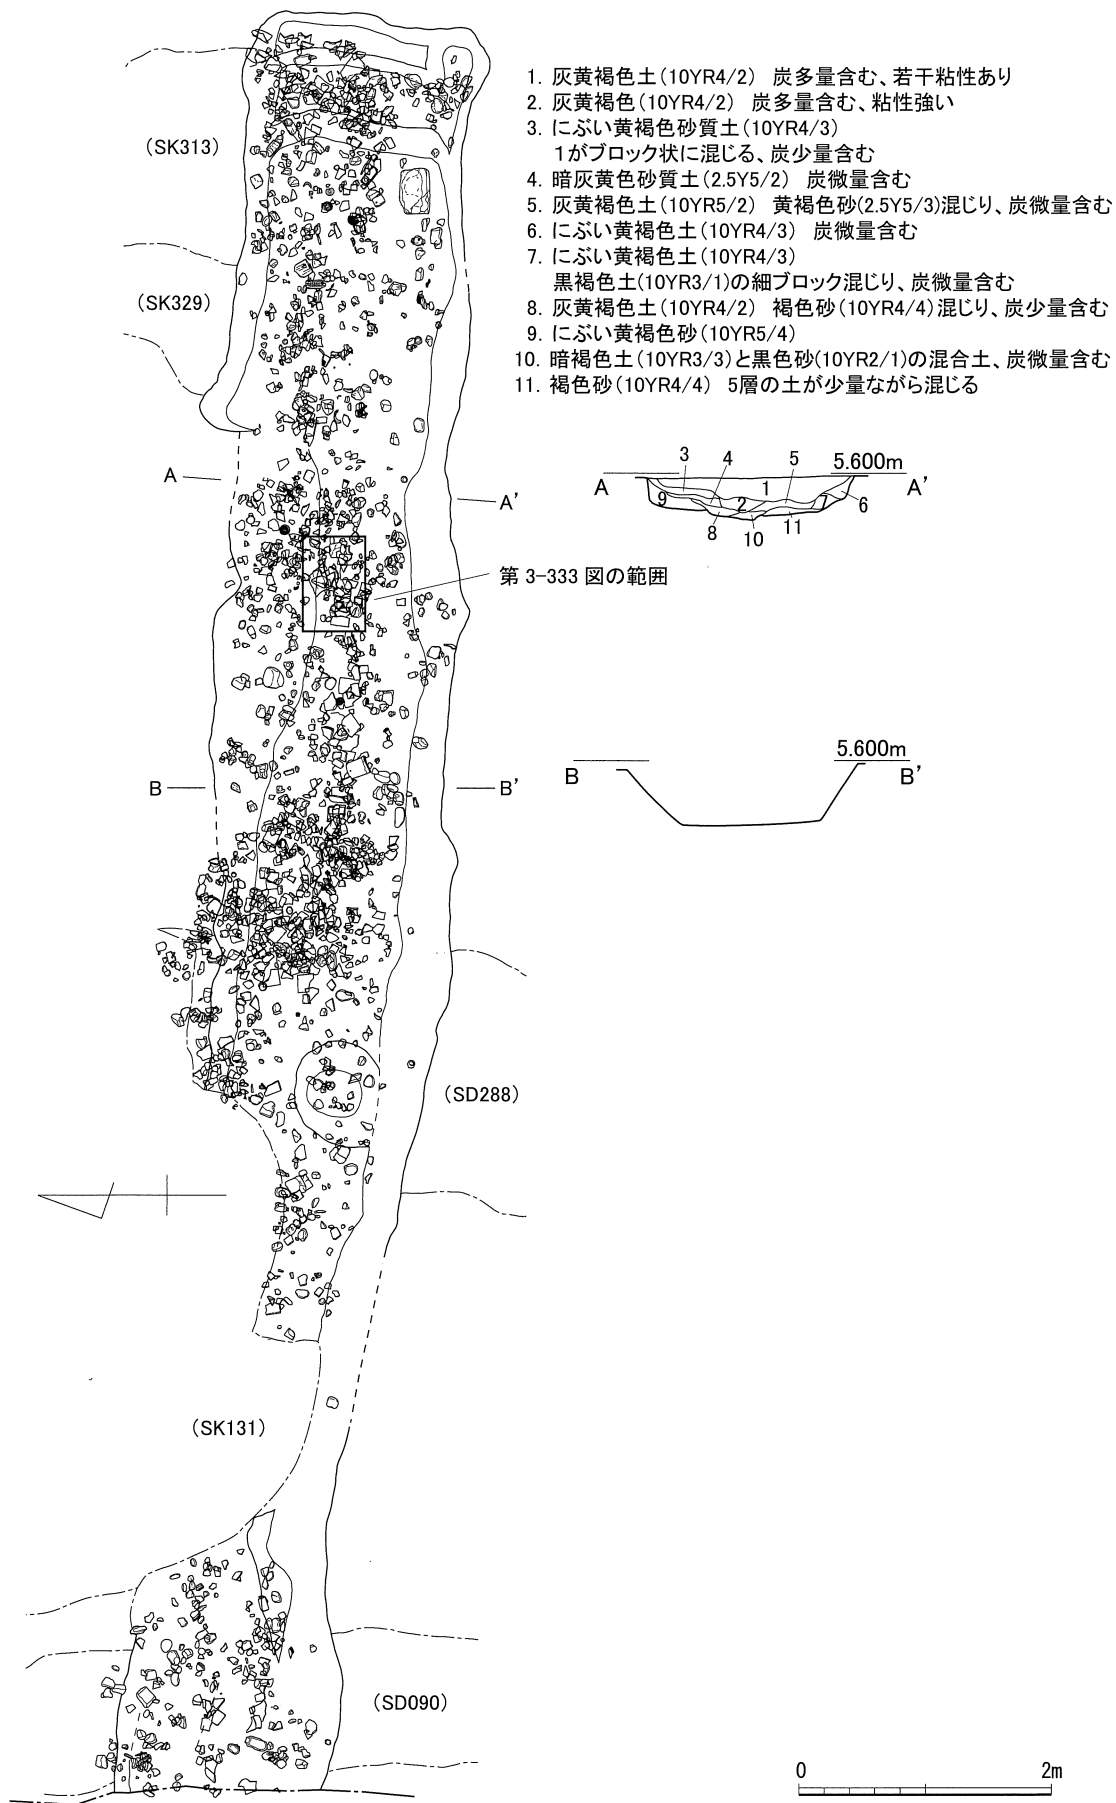 1. 灰黄褐色土(10YR4/2) 炭多量含む、若干粘性あり
2. 灰黄褐色(10YR4/2) 炭多量含む、粘性強い
3. にぶい黄褐色砂質土(10YR4/3)
1がブロック状に混じる、炭少量含む
4. 暗灰黄色砂質土(2.5Y5/2) 炭微量含む
5. 灰黄褐色土(10YR5/2) 黄褐色砂(2.5Y5/3)混じり、炭微量含む
6. にぶい黄褐色土(10YR4/3) 炭微量含む
7. にぶい黄褐色土(10YR4/3)
黒褐色土(10YR3/1)の細ブロック混じり、炭微量含む
8. 灰黄褐色土(10YR4/2) 褐色砂(10YR4/4)混じり、炭少量含む
9. にぶい黄褐色砂(10YR5/4)
10. 暗褐色土(10YR3/3)と黒色砂(10YR2/1)の混合土、炭微量含む
11. 褐色砂(10YR4/4) 5層の土が少量ながら混じる
(SK313)
(SK329)
A
A'
3
4
5
5.600m
A
1
A'
9
2
7
6
8
10
11
第3-333図の範囲
B
B'
5.600m
B
B'
(SD288)
(SK131)
(SD090)
0
2m